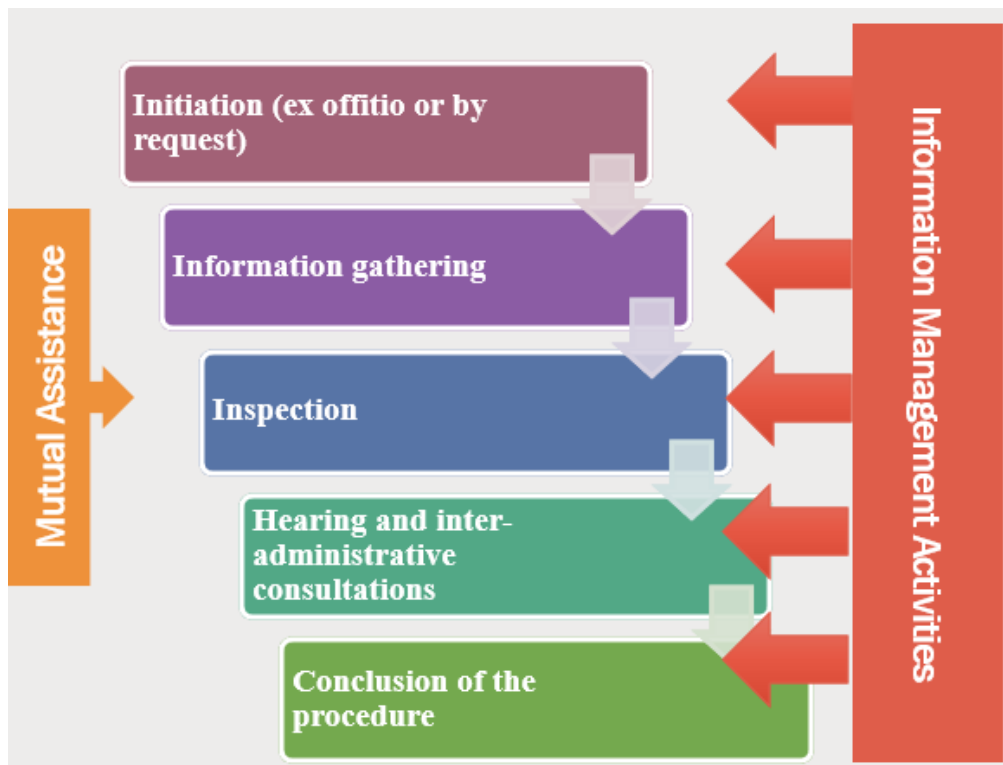 Initiation (ex offitio or by
request)
Information gathering
Inspection
Hearing and inter-
administrative
consultations
Conclusion of the
procedure
Mutual Assistance
Information Management Activities